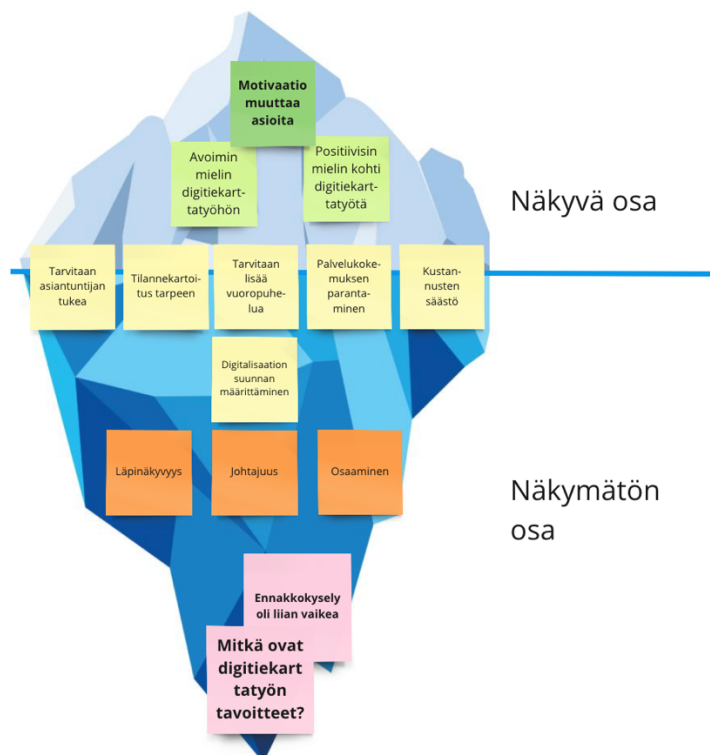 Motivaatio
muuttaa
asioita
Avoimin
mielin
digitiekart-
tatyöhön
Positiivisin
mielin kohti
digitiekart-
tatyötä
Näkyvä osa
Tarvitaan
asiantuntijan
tukea
Tilannekartoi-
tus tarpeen
Tarvitaan
lisää
vuoropuhe-
lua
Palvelukoke-
muksen
paranta-
minen
Kustan-
nusten
säästö
Digitalisaation
suunnan
määrittäminen
Läpinäkyvyys
Johtajuus
Osaaminen
Näkymätön
osa
Ennakkokysely
oli liian vaikea
Mitkä ovat
digitiekart
tatyön
tavoitteet?